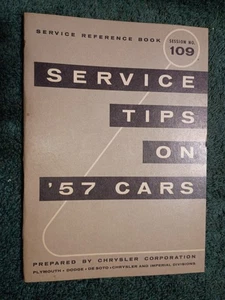 SERVICE REFERENCE BOOK
SESSION NO.
109
SERVICE
TIPS
ON
'57 CARS
PREPARED BY CHRYSLER CORPORATION
PLYMOUTH • DODGE • DE SOTO • CHRYSLER AND IMPERIAL DIVISIONS